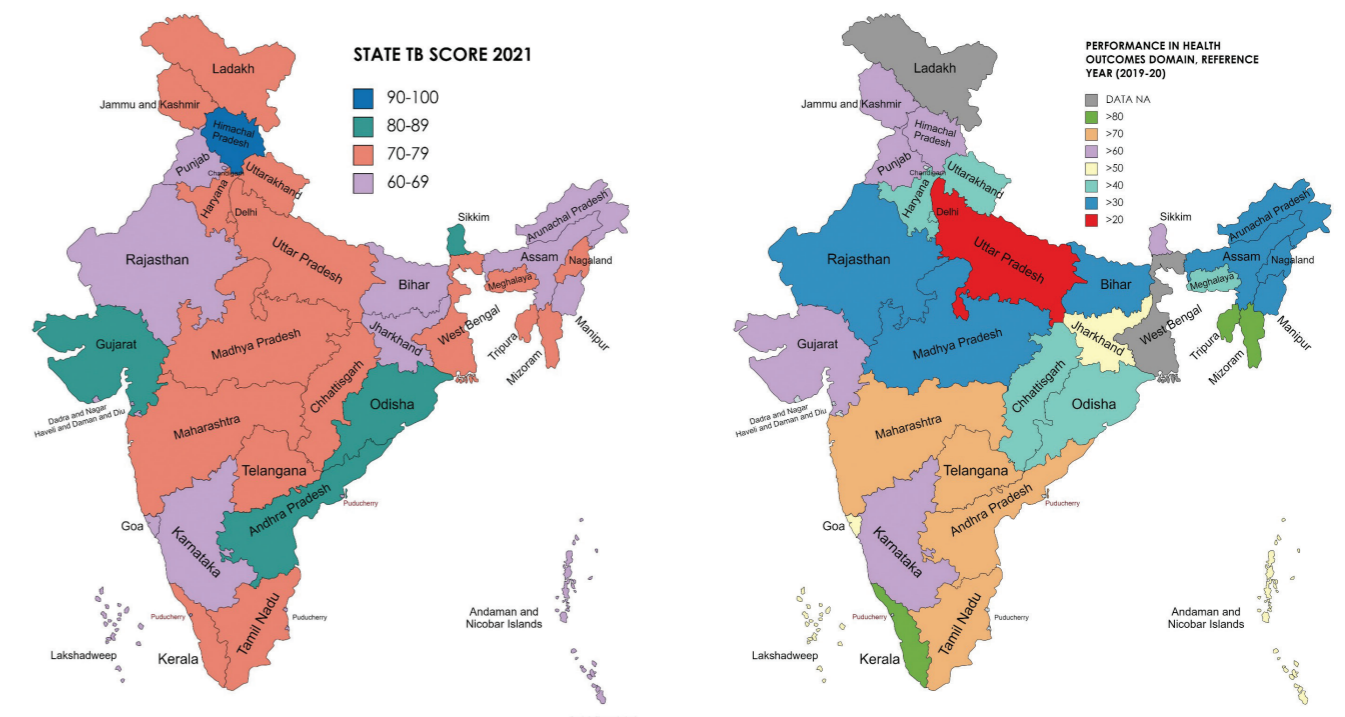 STATE TB SCORE 2021
90-100
80-89
70-79
60-69
Ladakh
Jammu and Kashmir
Himachal
Pradesh
Punjab
Chandigarh
Uttarakhand
Haryana
Delhi
Sikkim
Arunachal Pradesh
Rajasthan
Uttar Pradesh
Assam
Nagaland
Bihar
Meghalaya
Gujarat
Madhya Pradesh
Jharkhand
West Bengal
Tripura
Mizoram
Manipur
Chhattisgarh
Odisha
Dadra and Nagar
Haveli and Daman and Diu
Maharashtra
Telangana
Andhra Pradesh
Puducherry
Goa
Karnataka
Puducherry
Puducherry
Tamil Nadu
Andaman and
Nicobar Islands
Lakshadweep
Kerala
PERFORMANCE IN HEALTH
OUTCOMES DOMAIN, REFERENCE
YEAR (2019-20)
DATA NA
>80
>70
>60
>50
>40
>30
>20
Ladakh
Jammu and Kashmir
Himachal
Pradesh
Punjab
Chandigarh
Uttarakhand
Haryana
Delhi
Sikkim
Arunachal Pradesh
Rajasthan
Uttar Pradesh
Assam
Nagaland
Bihar
Meghalaya
Gujarat
Madhya Pradesh
Jharkhand
West Bengal
Tripura
Mizoram
Manipur
Chhattisgarh
Odisha
Dadra and Nagar
Haveli and Daman and Diu
Maharashtra
Telangana
Andhra Pradesh
Puducherry
Goa
Karnataka
Puducherry
Puducherry
Tamil Nadu
Andaman and
Nicobar Islands
Lakshadweep
Kerala